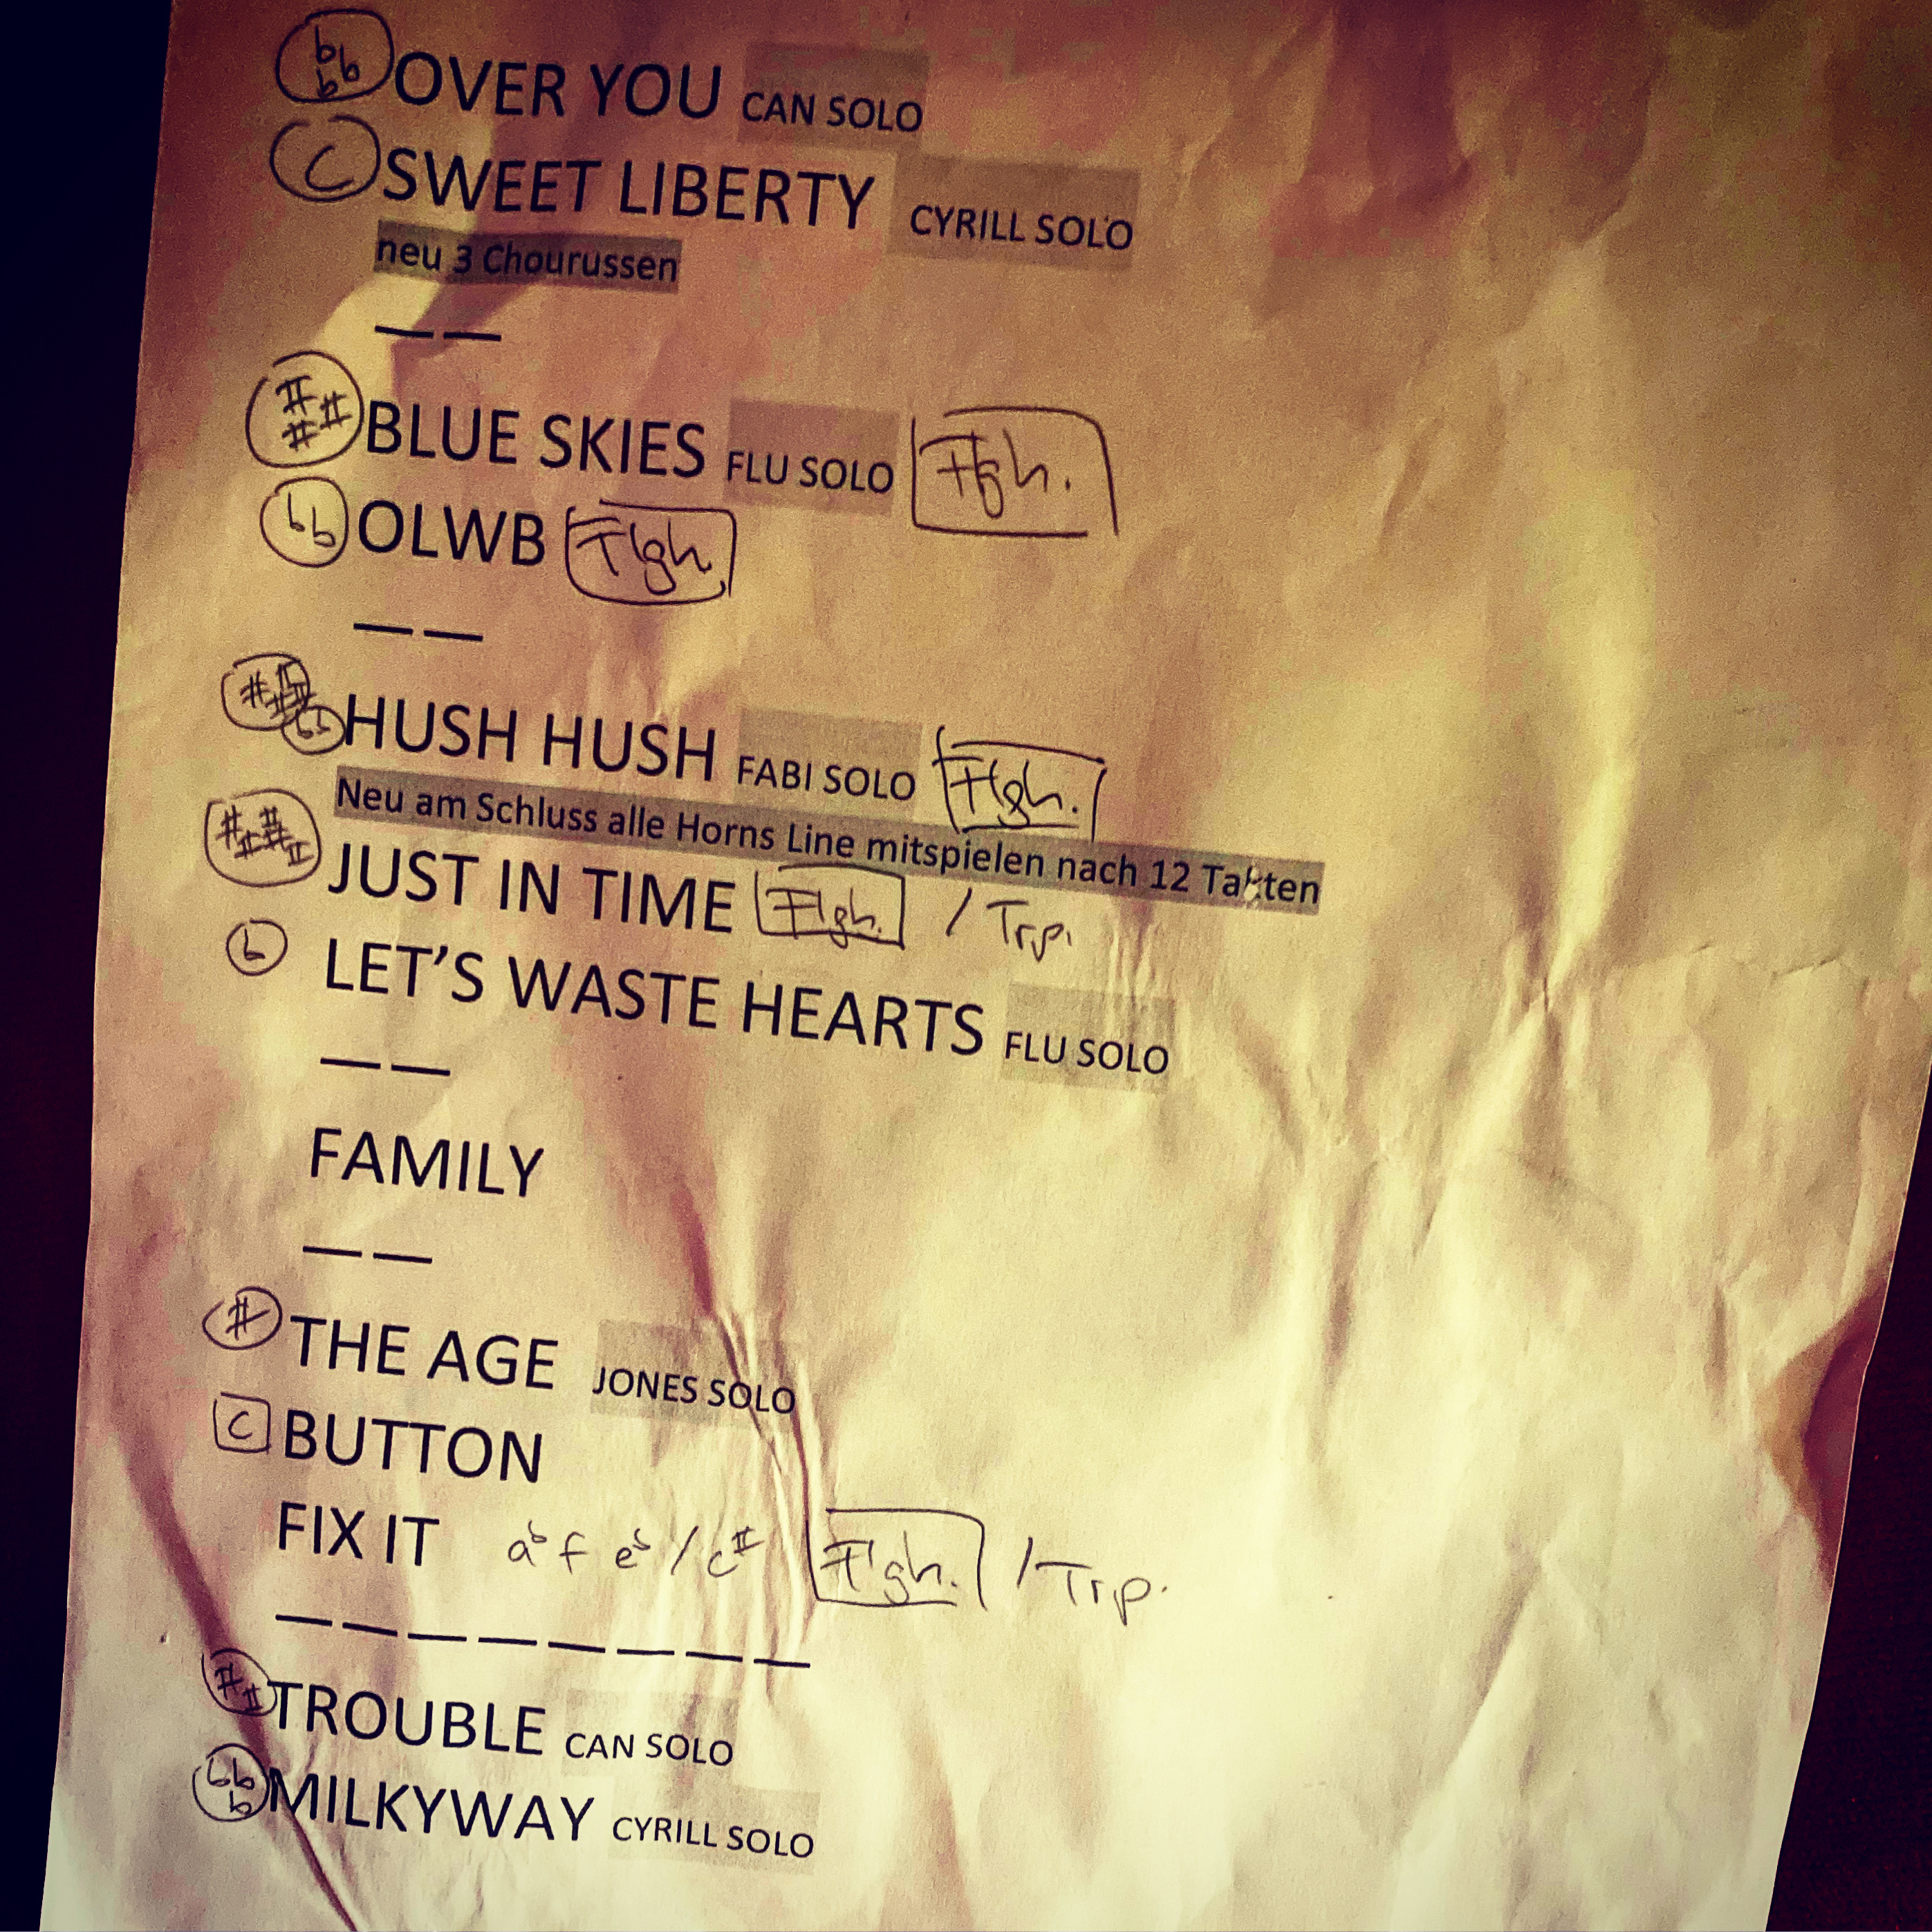 bbb OVER YOU CAN SOLO
C SWEET LIBERTY CYRILL SOLO
neu 3 Chourussen
——
### BLUE SKIES FLU SOLO Flgh.
bb OLWB Flgh.
——
HUSH HUSH FABI SOLO Flgh.
Neu am Schluss alle Horns Line mitspielen nach 12 Takten
JUST IN TIME Flgh. / Trp.
b LET'S WASTE HEARTS FLU SOLO
——
FAMILY
——
# THE AGE JONES SOLO
C BUTTON
FIX IT a♭ f e♭ / c# Flgh. / Trp.
————————
## TROUBLE CAN SOLO
bbb MILKYWAY CYRILL SOLO